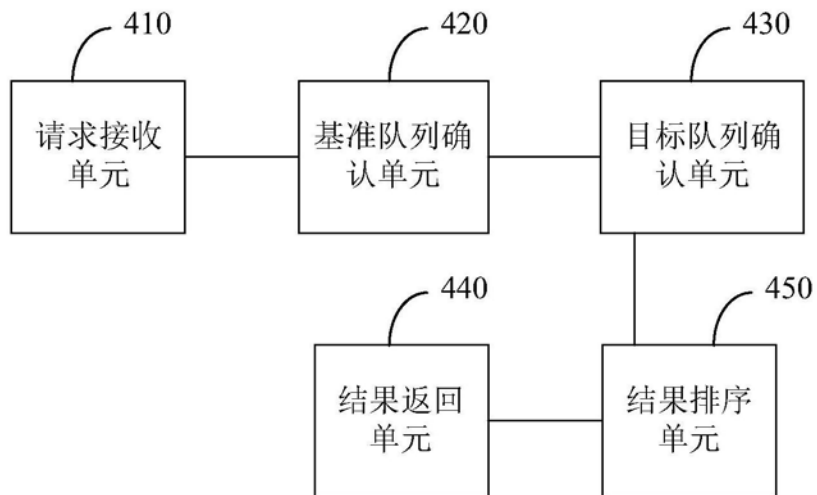 410
420
430
请求接收
单元
基准队列确
认单元
目标队列确
认单元
440
450
结果返回
单元
结果排序
单元